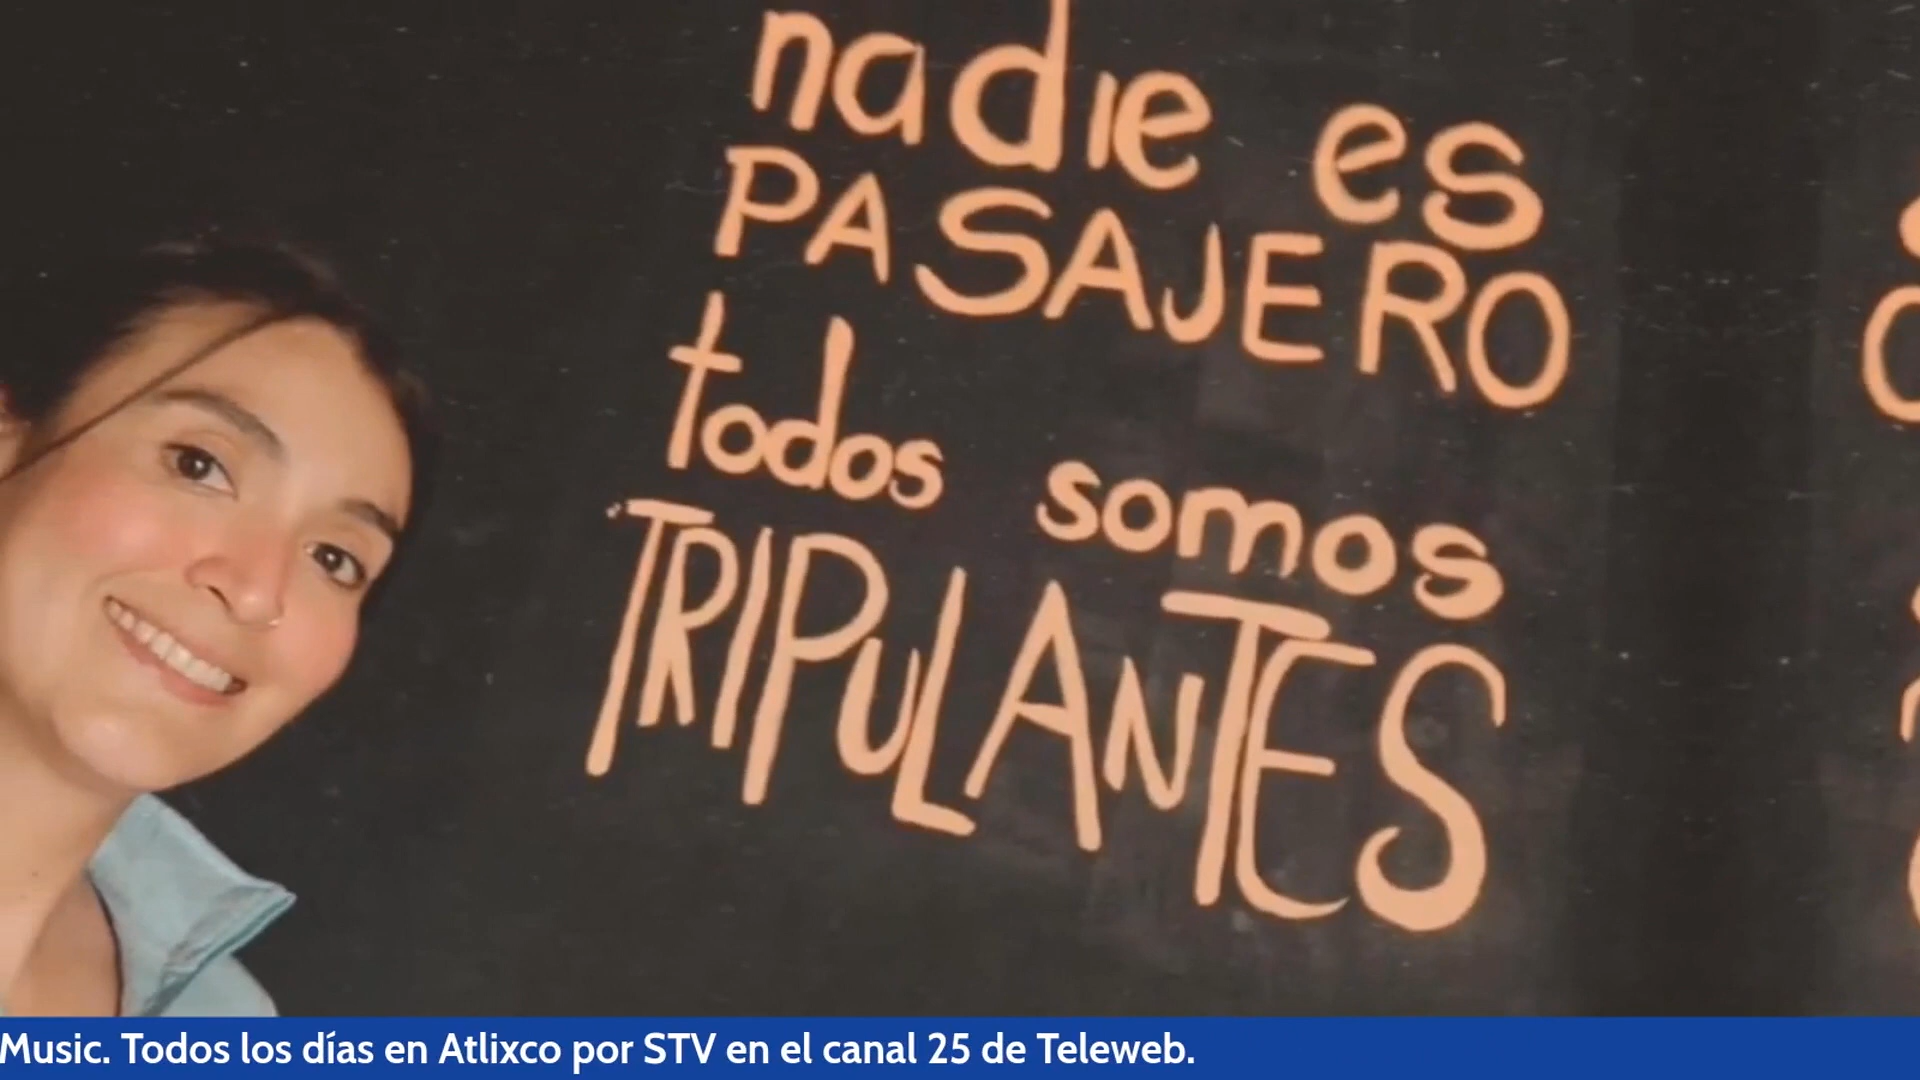 nadie es
PASAJERO
todos somos
TRIPULANTES
Music. Todos los días en Atlixco por STV en el canal 25 de Teleweb.